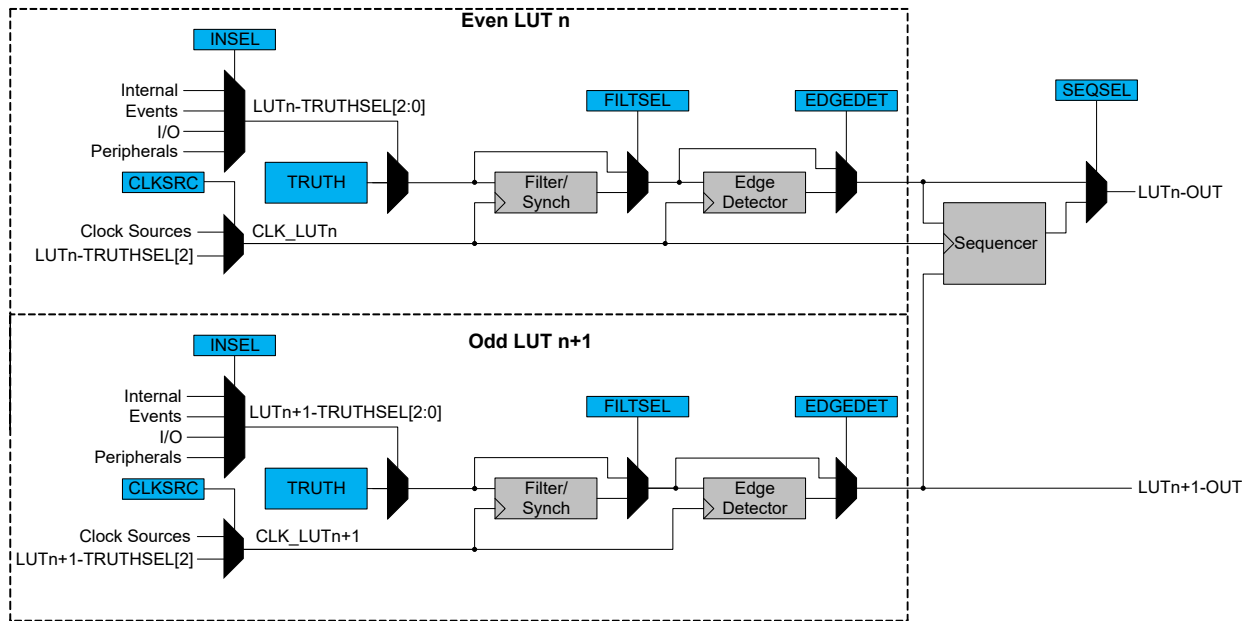 Even LUT n
INSEL
Internal
Events
I/O
Peripherals
LUTn-TRUTHSEL[2:0]
FILTSEL
EDGEDET
SEQSEL
CLKSRC
TRUTH
Filter/
Synch
Edge
Detector
LUTn-OUT
Clock Sources
LUTn-TRUTHSEL[2]
CLK_LUTn
Sequencer
Odd LUT n+1
INSEL
Internal
Events
I/O
Peripherals
LUTn+1-TRUTHSEL[2:0]
FILTSEL
EDGEDET
CLKSRC
TRUTH
Filter/
Synch
Edge
Detector
LUTn+1-OUT
Clock Sources
LUTn+1-TRUTHSEL[2]
CLK_LUTn+1